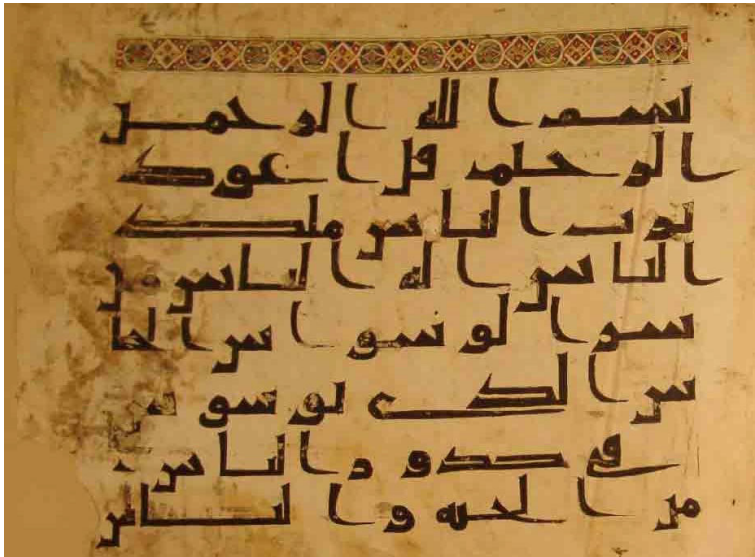 بسم الله الرحمن
الرحيم قل اعوذ
برب الناس ملك
الناس اله الناس من
شر الوسواس الخنا
س الذي يوسوس
في صدور الناس
من الجنه والناس